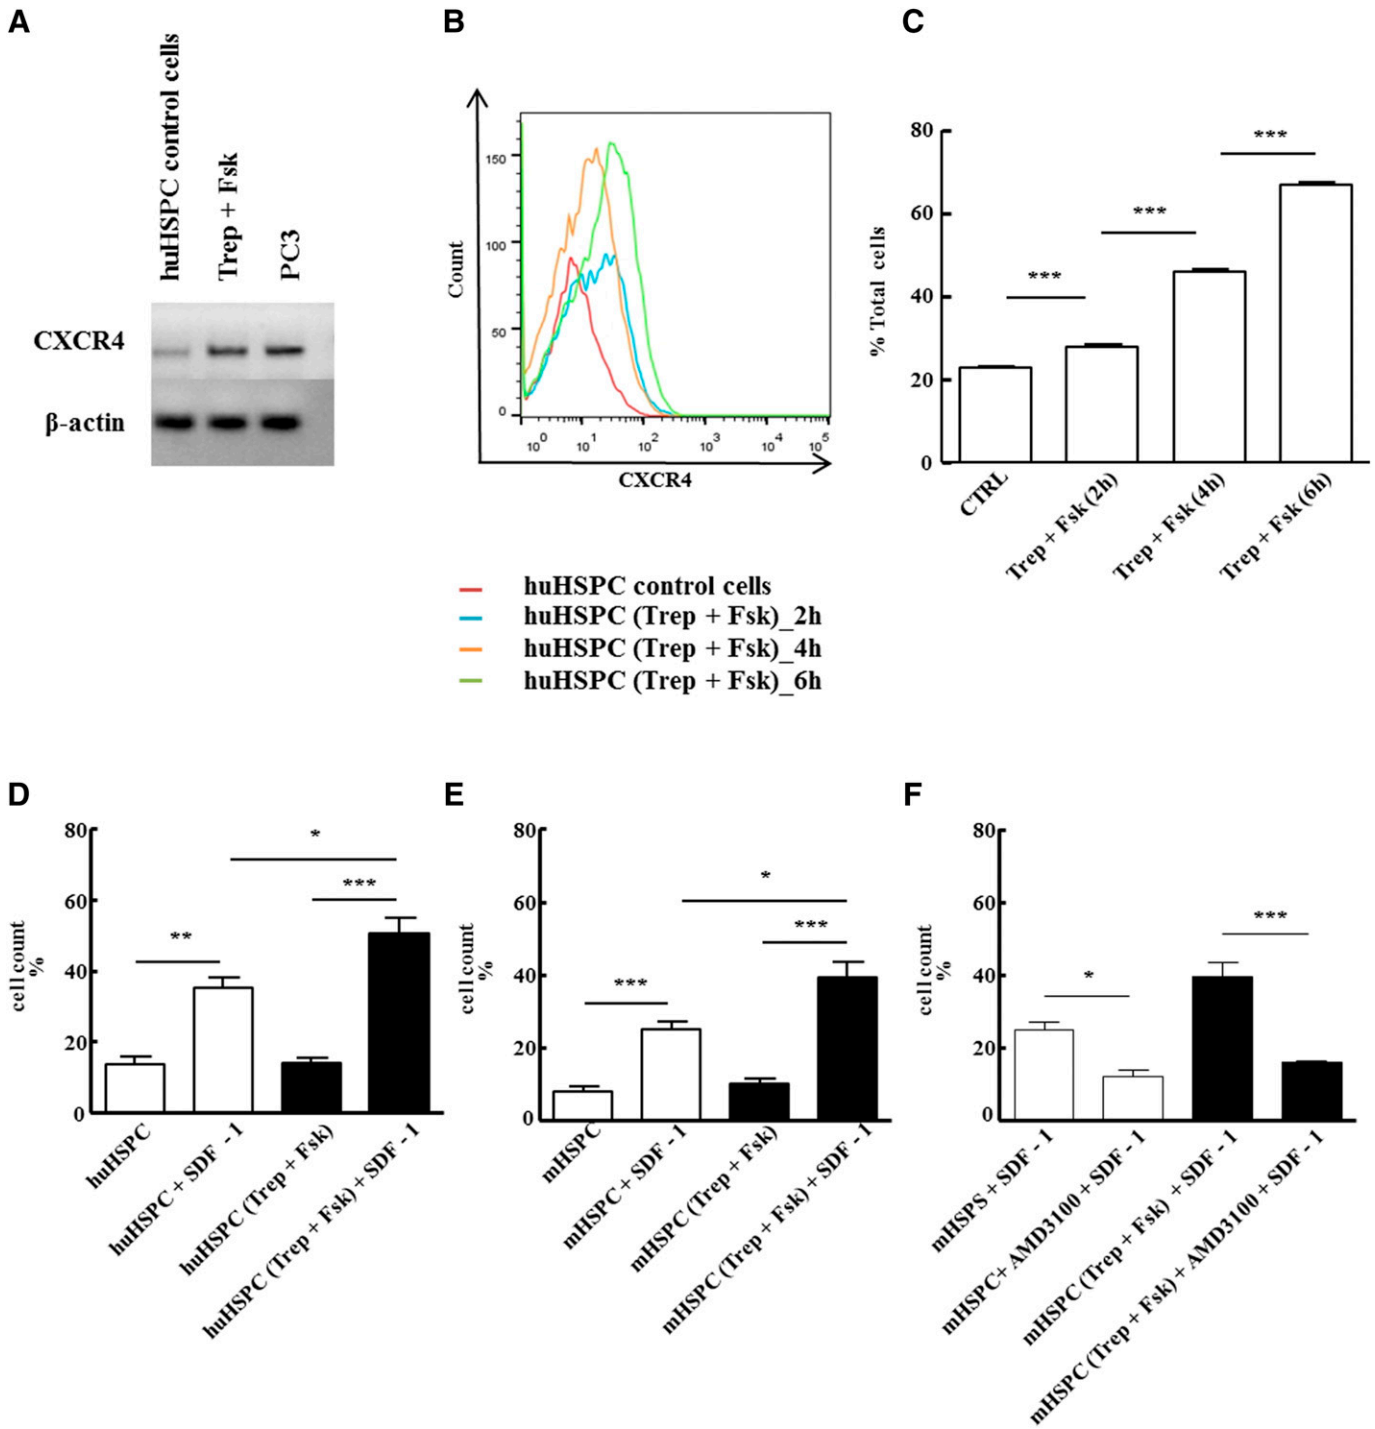 A
huHSPC control cells
Trep + Fsk
PC3
CXCR4
β-actin
B
Count
150
100
50
0
10^0
10^1
10^2
10^3
10^4
10^5
CXCR4
huHSPC control cells
huHSPC (Trep + Fsk)_2h
huHSPC (Trep + Fsk)_4h
huHSPC (Trep + Fsk)_6h
C
% Total cells
80
60
40
20
0
***
***
***
CTRL
Trep + Fsk (2h)
Trep + Fsk (4h)
Trep + Fsk (6h)
D
cell count
%
80
60
40
20
0
**
*
***
huHSPC
huHSPC + SDF - 1
huHSPC (Trep + Fsk)
huHSPC (Trep + Fsk) + SDF - 1
E
cell count
%
80
60
40
20
0
***
*
***
mHSPC
mHSPC + SDF - 1
mHSPC (Trep + Fsk)
mHSPC (Trep + Fsk) + SDF - 1
F
cell count
%
80
60
40
20
0
*
***
mHSPS + SDF - 1
mHSPC+ AMD3100 + SDF - 1
mHSPC (Trep + Fsk) + SDF - 1
mHSPC (Trep + Fsk) + AMD3100 + SDF - 1